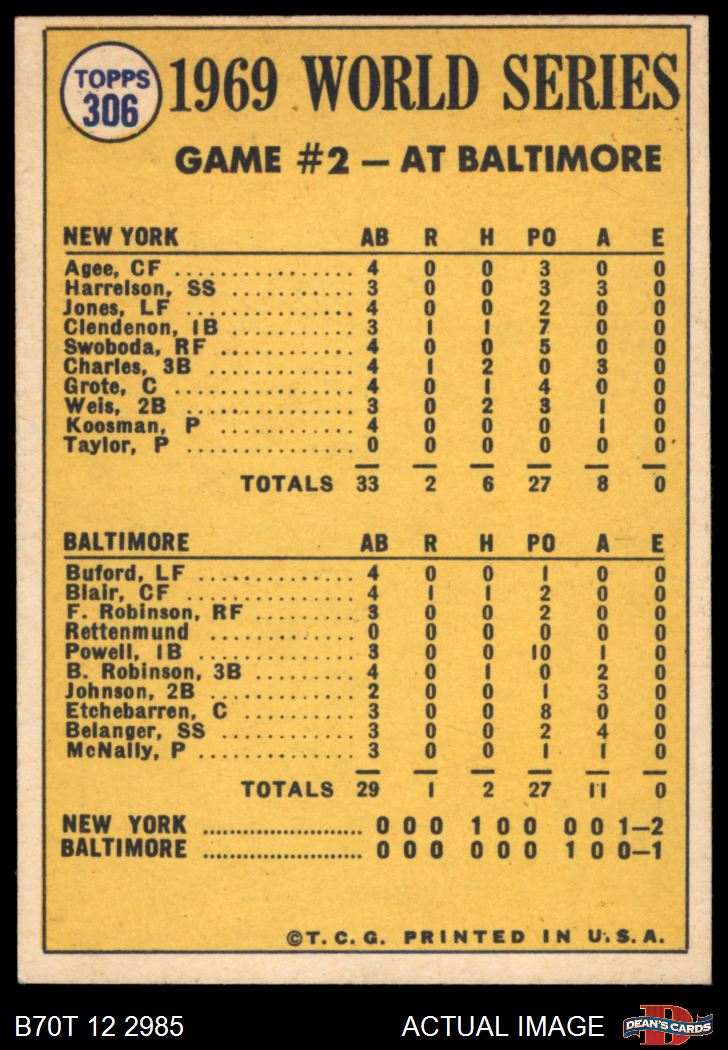 TOPPS
306
1969 WORLD SERIES
GAME #2 — AT BALTIMORE
NEW YORK AB R H PO A E
Agee, CF ................ 4 0 0 3 0 0
Harrelson, SS ........... 3 0 0 3 3 0
Jones, LF ............... 4 0 0 2 0 0
Clendenon, 1B ........... 3 1 1 7 0 0
Swoboda, RF ............. 4 0 0 5 0 0
Charles, 3B ............. 4 1 2 0 3 0
Grote, C ................ 4 0 1 4 0 0
Weis, 2B ................ 3 0 2 3 1 0
Koosman, P .............. 4 0 0 0 1 0
Taylor, P ............... 0 0 0 0 0 0
TOTALS 33 2 6 27 8 0
BALTIMORE AB R H PO A E
Buford, LF .............. 4 0 0 1 0 0
Blair, CF ............... 4 1 1 2 0 0
F. Robinson, RF ......... 3 0 0 2 0 0
Rettenmund .............. 0 0 0 0 0 0
Powell, 1B .............. 3 0 0 10 1 0
B. Robinson, 3B ......... 4 0 1 0 2 0
Johnson, 2B ............. 2 0 0 1 3 0
Etchebarren, C .......... 3 0 0 8 0 0
Belanger, SS ............ 3 0 0 2 4 0
McNally, P .............. 3 0 0 1 1 0
TOTALS 29 1 2 27 11 0
NEW YORK ........................ 0 0 0 1 0 0 0 0 1—2
BALTIMORE ........................ 0 0 0 0 0 0 1 0 0—1
©T. C. G. PRINTED IN U.S.A.
B70T 12 2985 ACTUAL IMAGE
DEAN'S CARDS